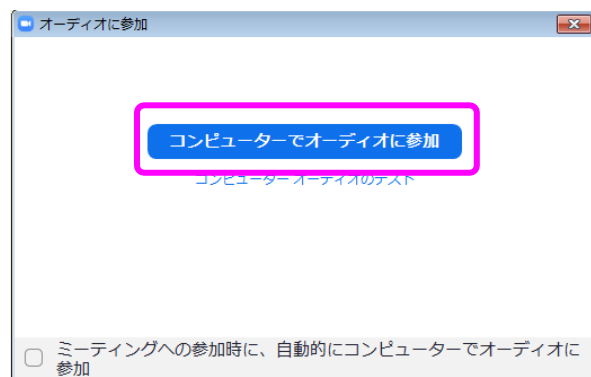 オーディオに参加
コンピューターでオーディオに参加
コンピューター オーディオのテスト
ミーティングへの参加時に、自動的にコンピューターでオーディオに
参加